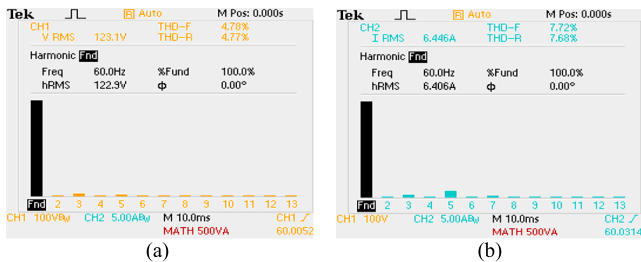 Tek R Auto M Pos: 0.000s
CH1 THD-F 4.78%
V RMS 123.1V THD-R 4.77%
Harmonic Fnd
Freq 60.0Hz %Fund 100.0%
hRMS 122.9V Φ 0.00°
Fnd 2 3 4 5 6 7 8 9 10 11 12 13
CH1 100VBW CH2 5.00ABW M 10.0ms CH1
MATH 500VA 60.0052
(a)
Tek R Auto M Pos: 0.000s
CH2 THD-F 7.72%
I RMS 6.446A THD-R 7.68%
Harmonic Fnd
Freq 60.0Hz %Fund 100.0%
hRMS 6.406A Φ 0.00°
Fnd 2 3 4 5 6 7 8 9 10 11 12 13
CH1 100V CH2 5.00ABW M 10.0ms CH2
MATH 500VA 60.0314
(b)